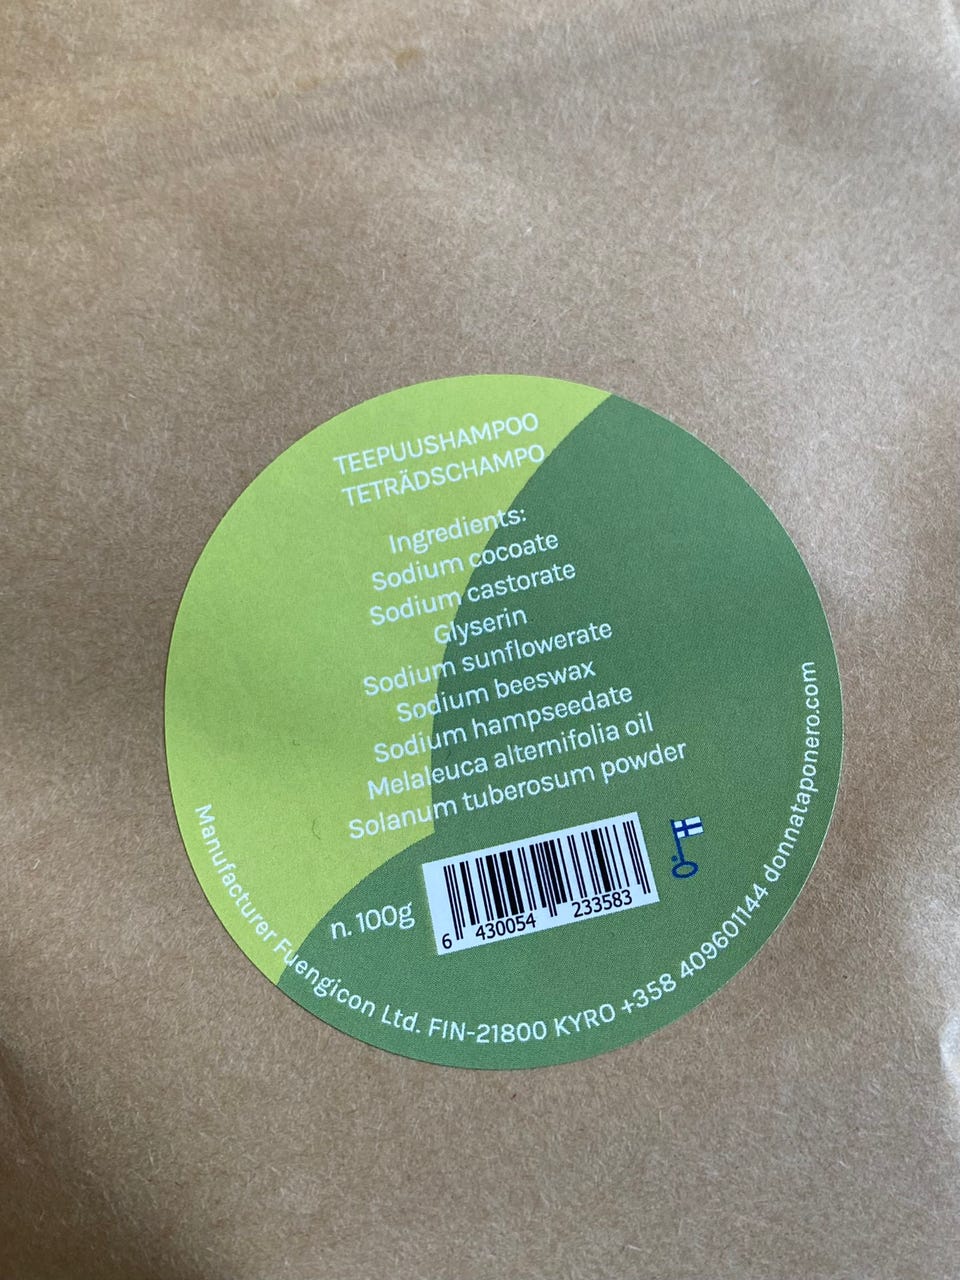 TEEPUUSHAMPOO
TETRÄDSCHAMPO
Ingredients:
Sodium cocoate
Sodium castorate
Glyserin
Sodium sunflowerate
Sodium beeswax
Sodium hampseedate
Melaleuca alternifolia oil
Solanum tuberosum powder
n. 100g
6 430054 233583
Manufacturer Fuengicon Ltd. FIN-21800 KYRO +358 409601144 donnataponero.com